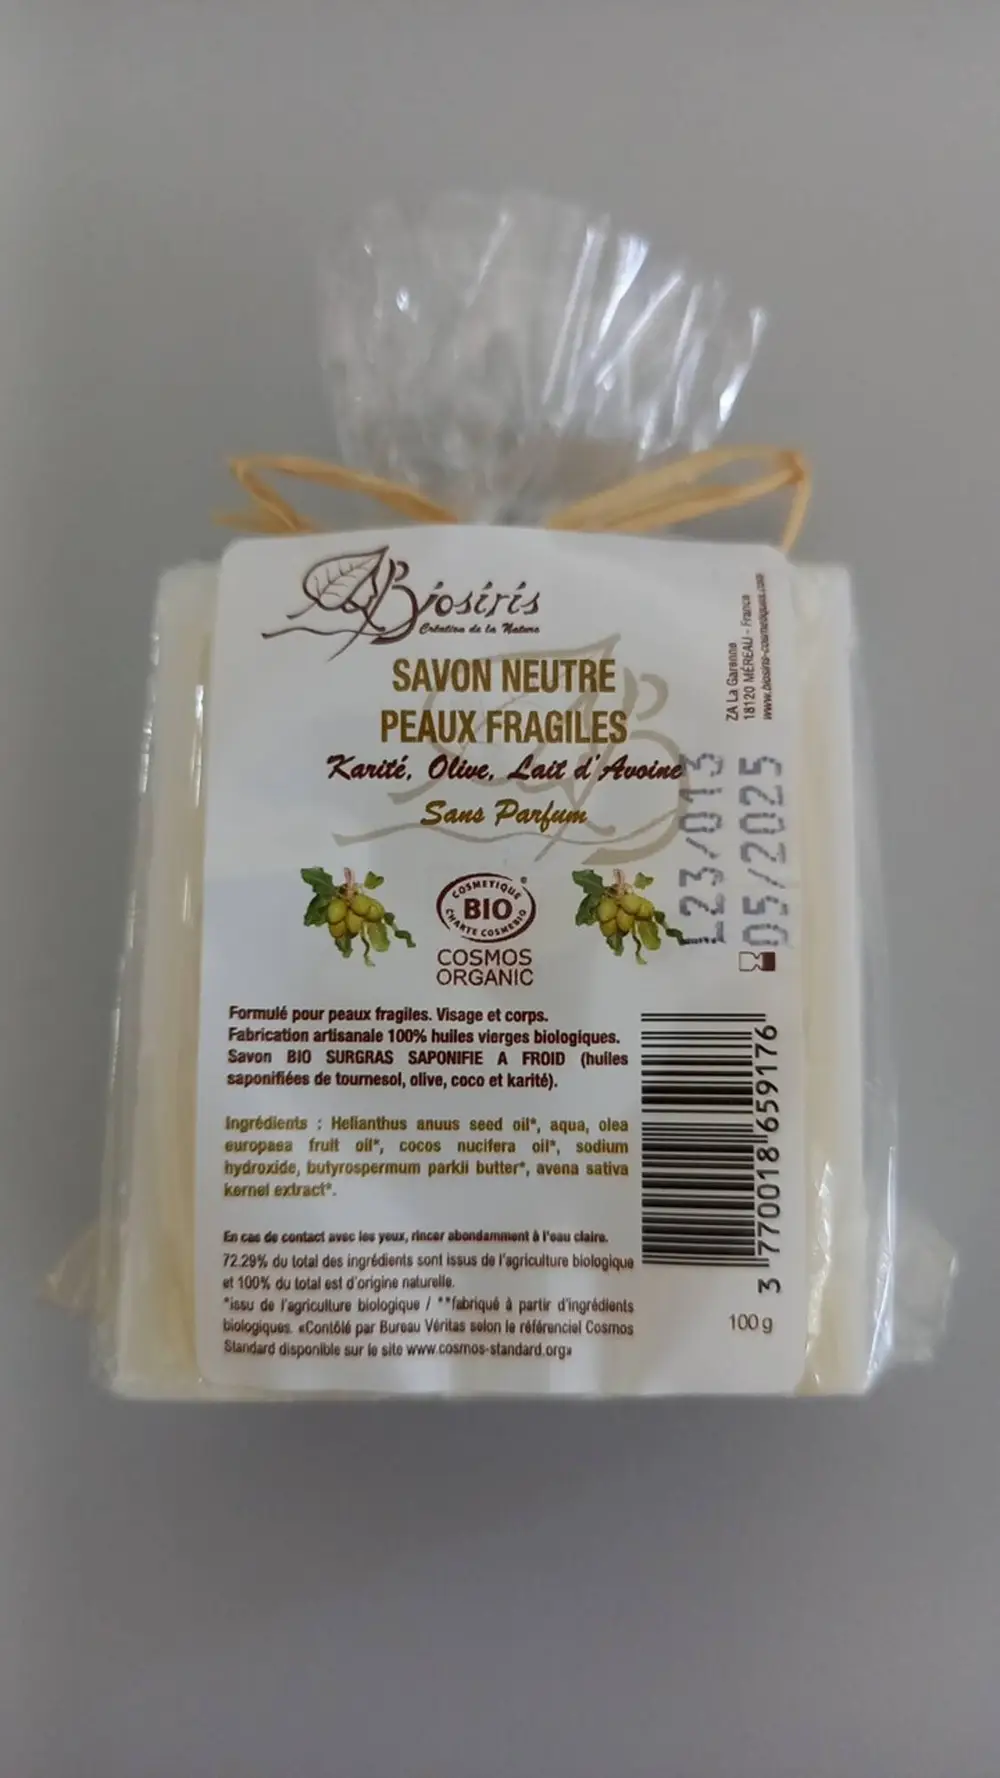 Biosiris
Création de la Nature
SAVON NEUTRE
PEAUX FRAGILES
Karité, Olive, Lait d'Avoine
Sans Parfum
COSMETIQUE
BIO
CHARTE COSMEBIO
COSMOS
ORGANIC
Formulé pour peaux fragiles. Visage et corps.
Fabrication artisanale 100% huiles vierges biologiques.
Savon BIO SURGRAS SAPONIFIE A FROID (huiles
saponifiées de tournesol, olive, coco et karité).
Ingrédients : Helianthus anuus seed oil*, aqua, olea
europaea fruit oil*, cocos nucifera oil*, sodium
hydroxide, butyrospermum parkii butter*, avena sativa
kernel extract*.
En cas de contact avec les yeux, rincer abondamment à l'eau claire.
72.29% du total des ingrédients sont issus de l'agriculture biologique
et 100% du total est d'origine naturelle.
*issu de l'agriculture biologique / **fabriqué à partir d'ingrédients
biologiques. «Contôlé par Bureau Véritas selon le référenciel Cosmos
Standard disponible sur le site www.cosmos-standard.org»
ZA La Garenne
18120 MÉREAU - France
www.biosiris-cosmetiques.com
L23/013
05/2025
3 770018 659176
100 g